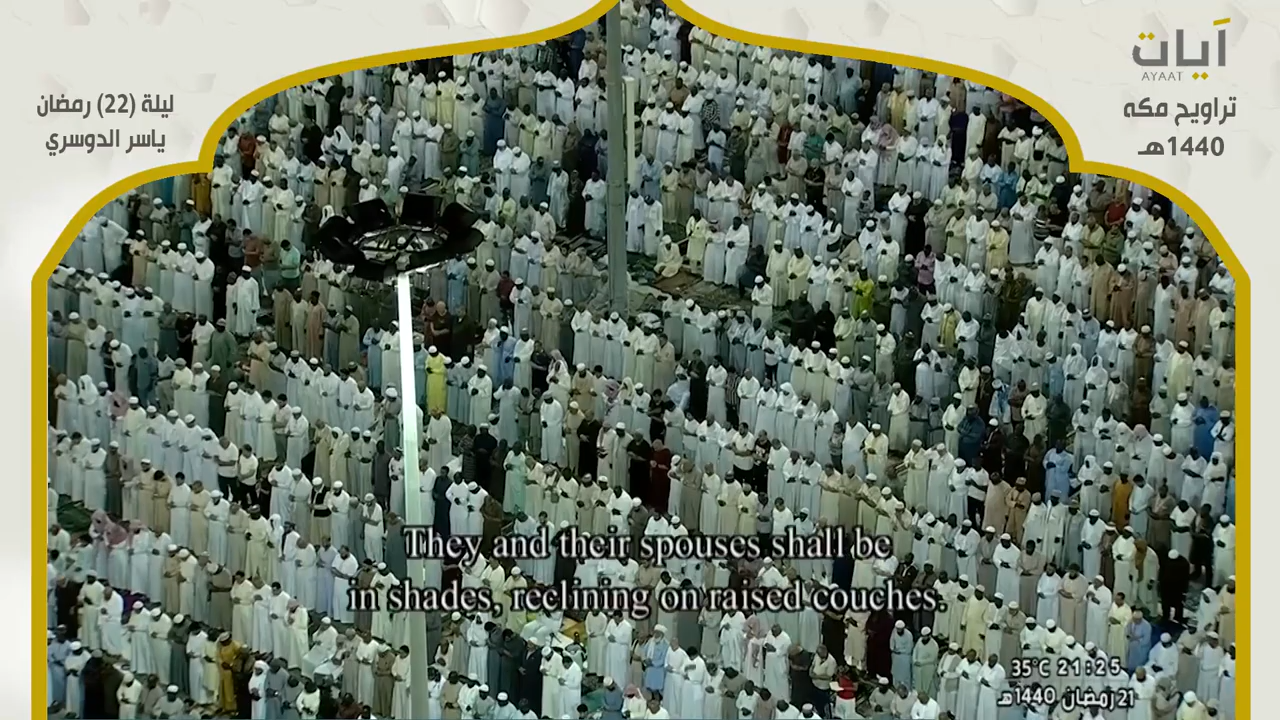 آيات
AYAAT
تراويح مكه
1440هـ
ليلة (22) رمضان
ياسر الدوسري
They and their spouses shall be
in shades, reclining on raised couches.
35°C 21:25
21 رمضان 1440هـ